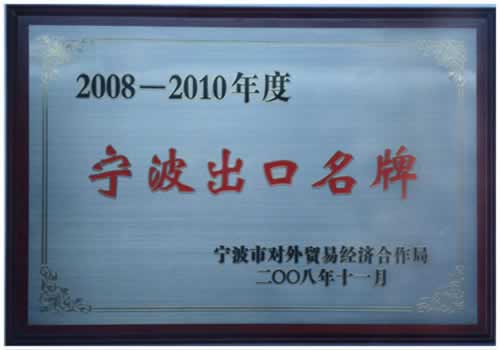 2008—2010年度
宁波出口名牌
宁波市对外贸易经济合作局
二〇〇八年十一月